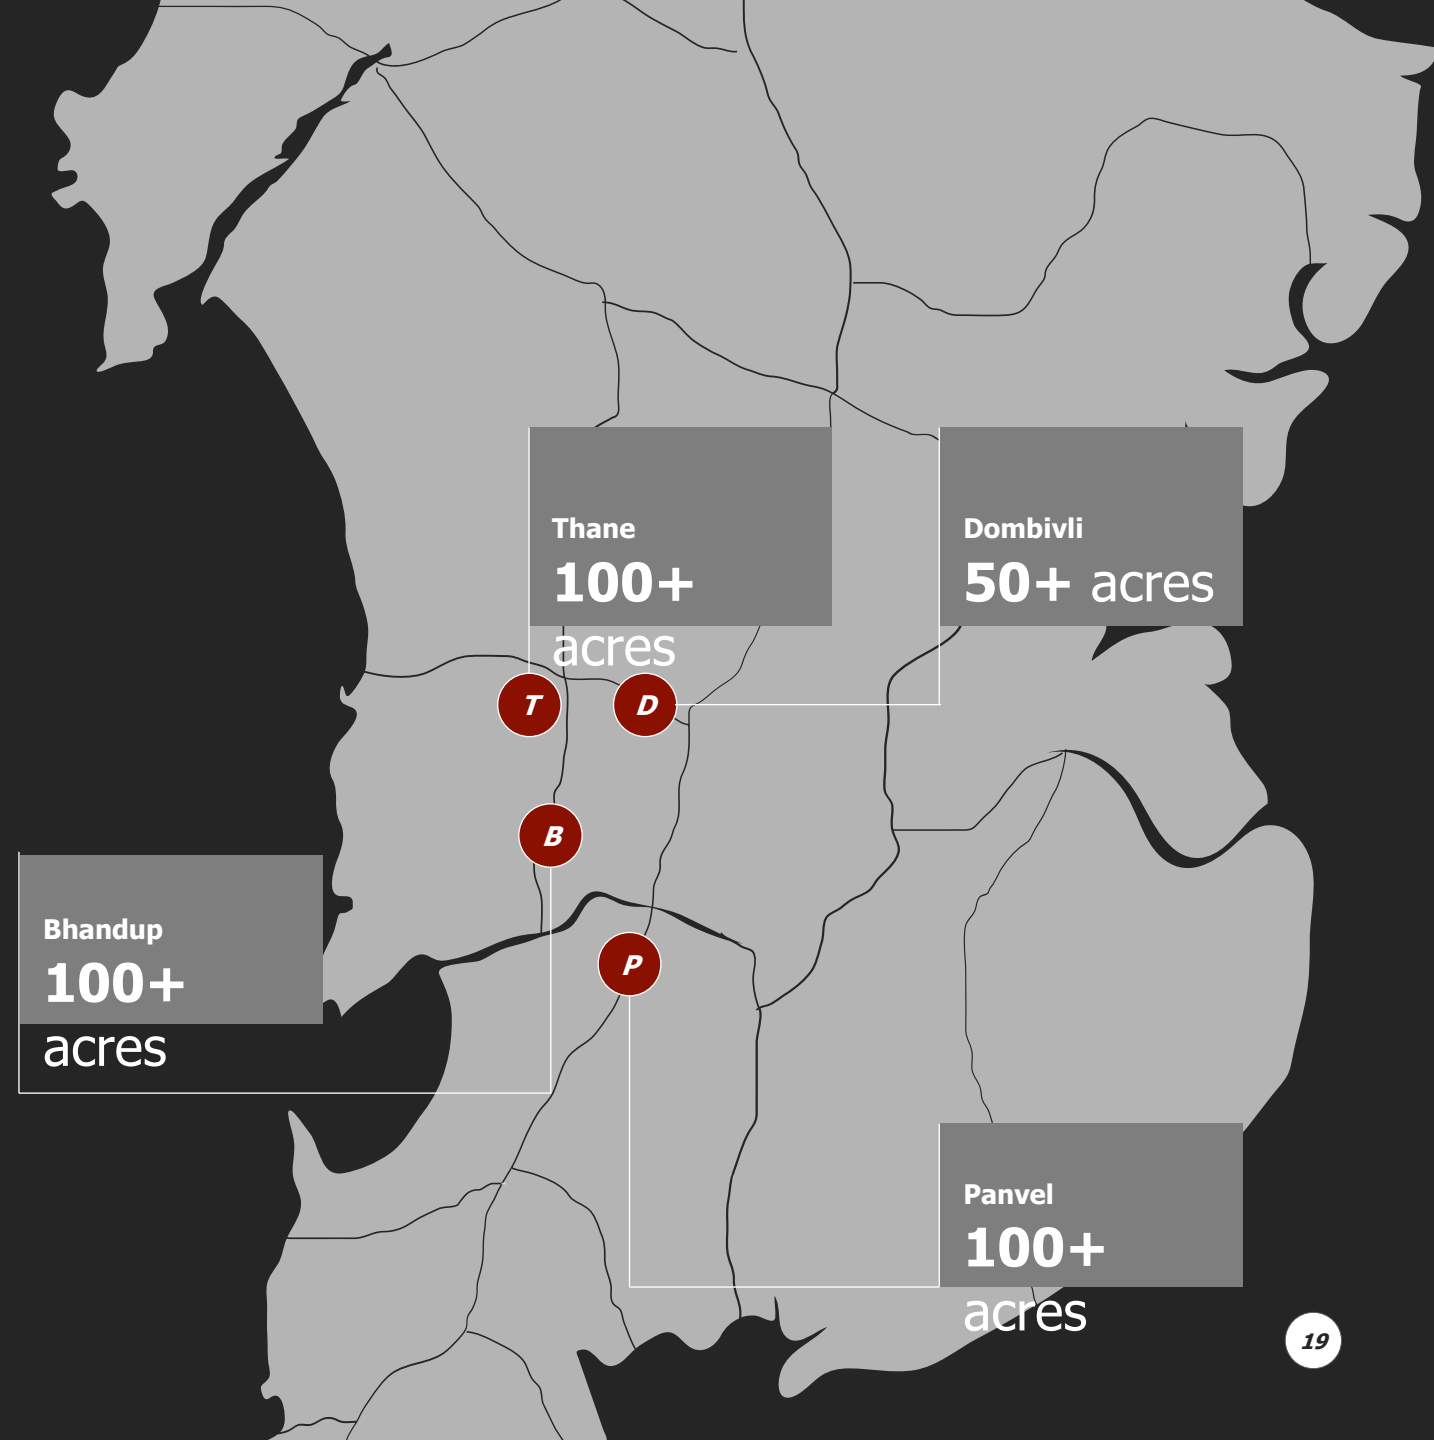 Thane
100+
acres
Dombivli
50+ acres
T
D
B
Bhandup
100+
acres
P
Panvel
100+
acres
19